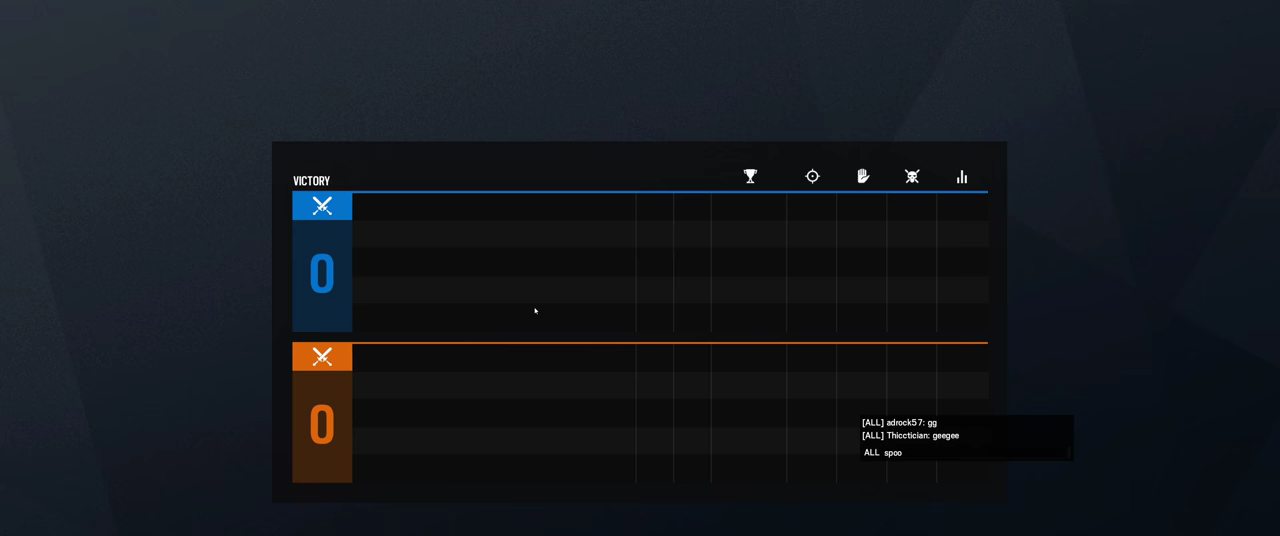 VICTORY
0
0
[ALL] adrock57: gg
[ALL] Thicctician: geegee
ALL spoo